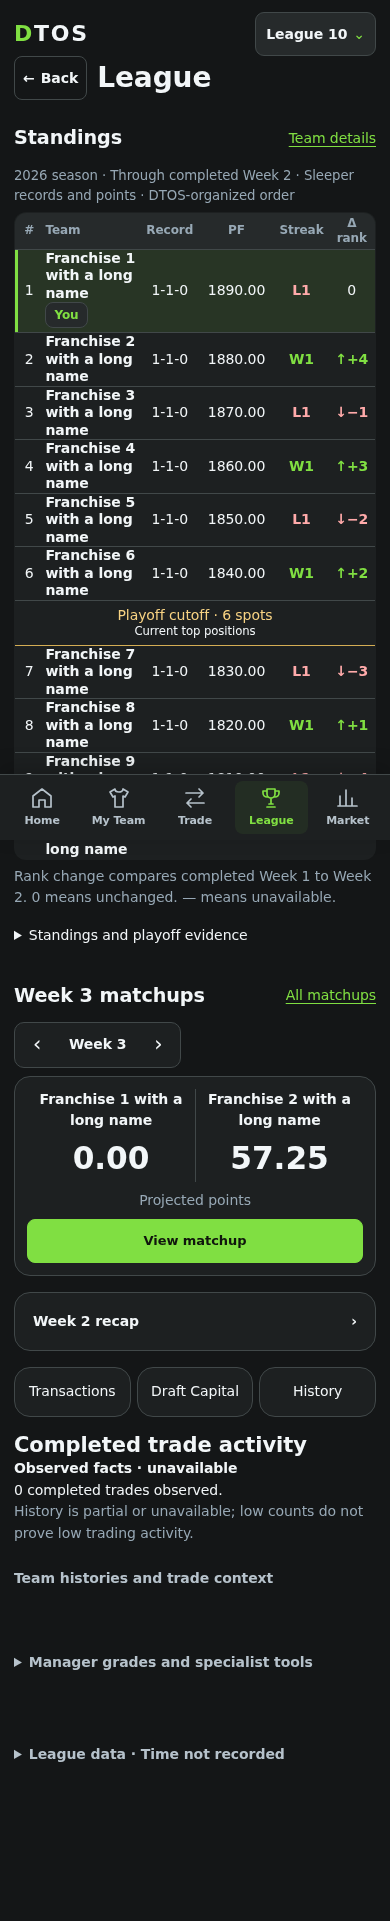 DTOS
League 10 ⌄
← Back
League
Standings
Team details
2026 season · Through completed Week 2 · Sleeper
records and points · DTOS-organized order
# Team Record PF Streak Δ rank
1 Franchise 1 with a long name You 1-1-0 1890.00 L1 0
2 Franchise 2 with a long name 1-1-0 1880.00 W1 ↑+4
3 Franchise 3 with a long name 1-1-0 1870.00 L1 ↓−1
4 Franchise 4 with a long name 1-1-0 1860.00 W1 ↑+3
5 Franchise 5 with a long name 1-1-0 1850.00 L1 ↓−2
6 Franchise 6 with a long name 1-1-0 1840.00 W1 ↑+2
Playoff cutoff · 6 spots
Current top positions
7 Franchise 7 with a long name 1-1-0 1830.00 L1 ↓−3
8 Franchise 8 with a long name 1-1-0 1820.00 W1 ↑+1
Franchise 9
Home My Team Trade League Market
long name
Rank change compares completed Week 1 to Week
2. 0 means unchanged. — means unavailable.
▶ Standings and playoff evidence
Week 3 matchups
All matchups
‹ Week 3 ›
Franchise 1 with a long name
Franchise 2 with a long name
0.00
57.25
Projected points
View matchup
Week 2 recap ›
Transactions
Draft Capital
History
Completed trade activity
Observed facts · unavailable
0 completed trades observed.
History is partial or unavailable; low counts do not
prove low trading activity.
Team histories and trade context
▶ Manager grades and specialist tools
▶ League data · Time not recorded